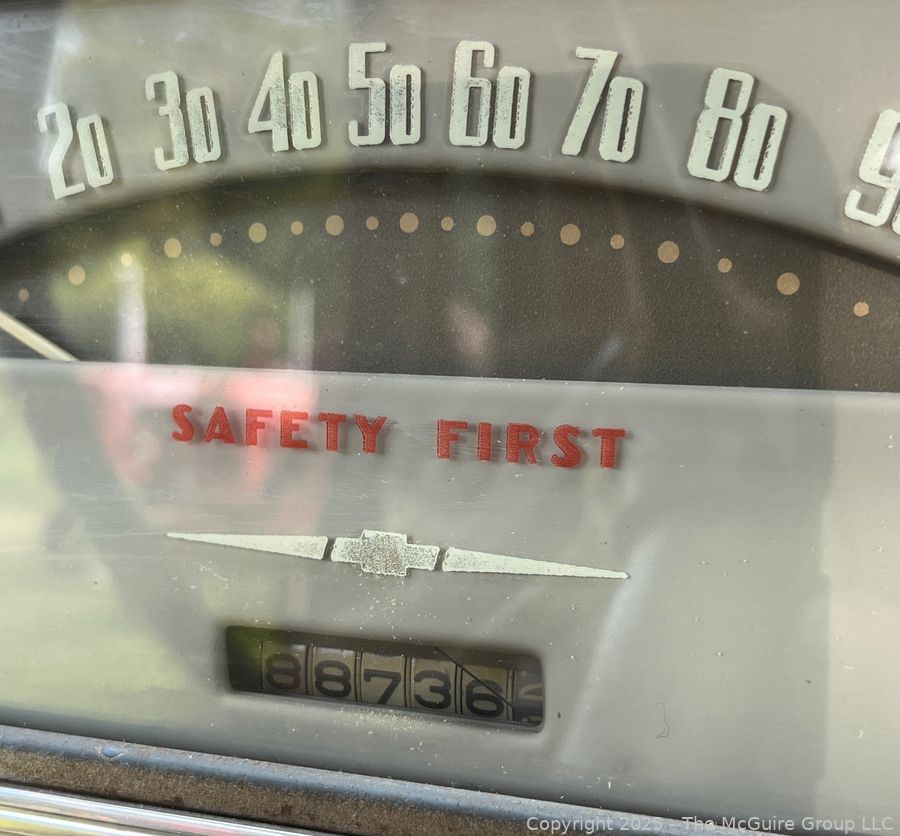 20 30 40 50 60 70 80
SAFETY FIRST
88736
Copyright 2025 - The McGuire Group LLC